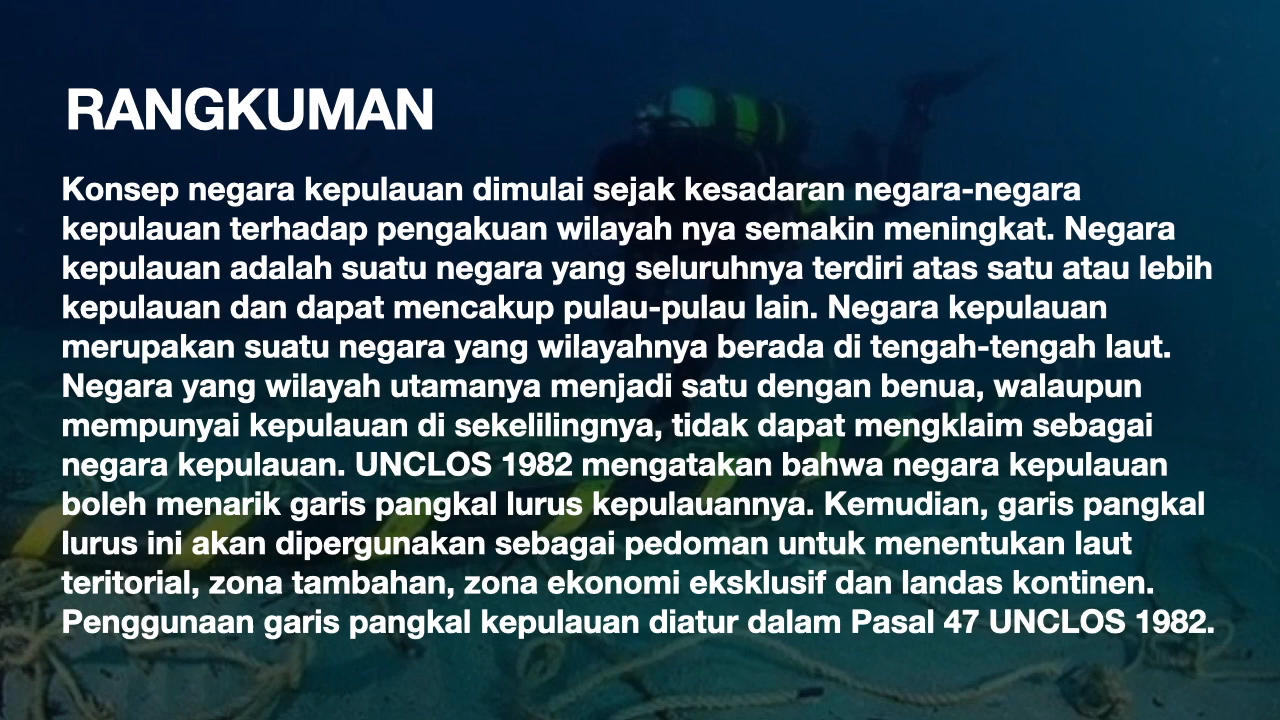 RANGKUMAN
Konsep negara kepulauan dimulai sejak kesadaran negara-negara
kepulauan terhadap pengakuan wilayah nya semakin meningkat. Negara
kepulauan adalah suatu negara yang seluruhnya terdiri atas satu atau lebih
kepulauan dan dapat mencakup pulau-pulau lain. Negara kepulauan
merupakan suatu negara yang wilayahnya berada di tengah-tengah laut.
Negara yang wilayah utamanya menjadi satu dengan benua, walaupun
mempunyai kepulauan di sekelilingnya, tidak dapat mengklaim sebagai
negara kepulauan. UNCLOS 1982 mengatakan bahwa negara kepulauan
boleh menarik garis pangkal lurus kepulauannya. Kemudian, garis pangkal
lurus ini akan dipergunakan sebagai pedoman untuk menentukan laut
teritorial, zona tambahan, zona ekonomi eksklusif dan landas kontinen.
Penggunaan garis pangkal kepulauan diatur dalam Pasal 47 UNCLOS 1982.